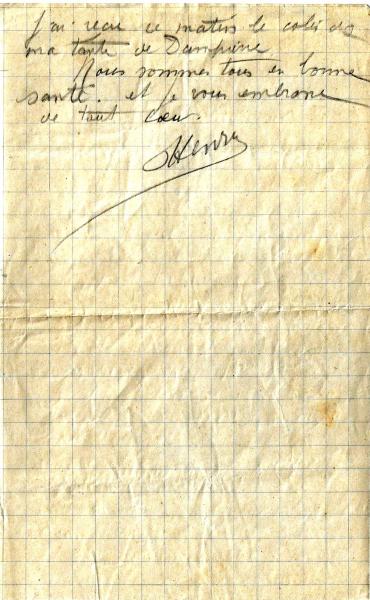 J'ai reçu ce matin le colis de
ma tante de Dampierre
Nous sommes tous en bonne
santé. et je vous embrasse
de tout cœur.
Henri